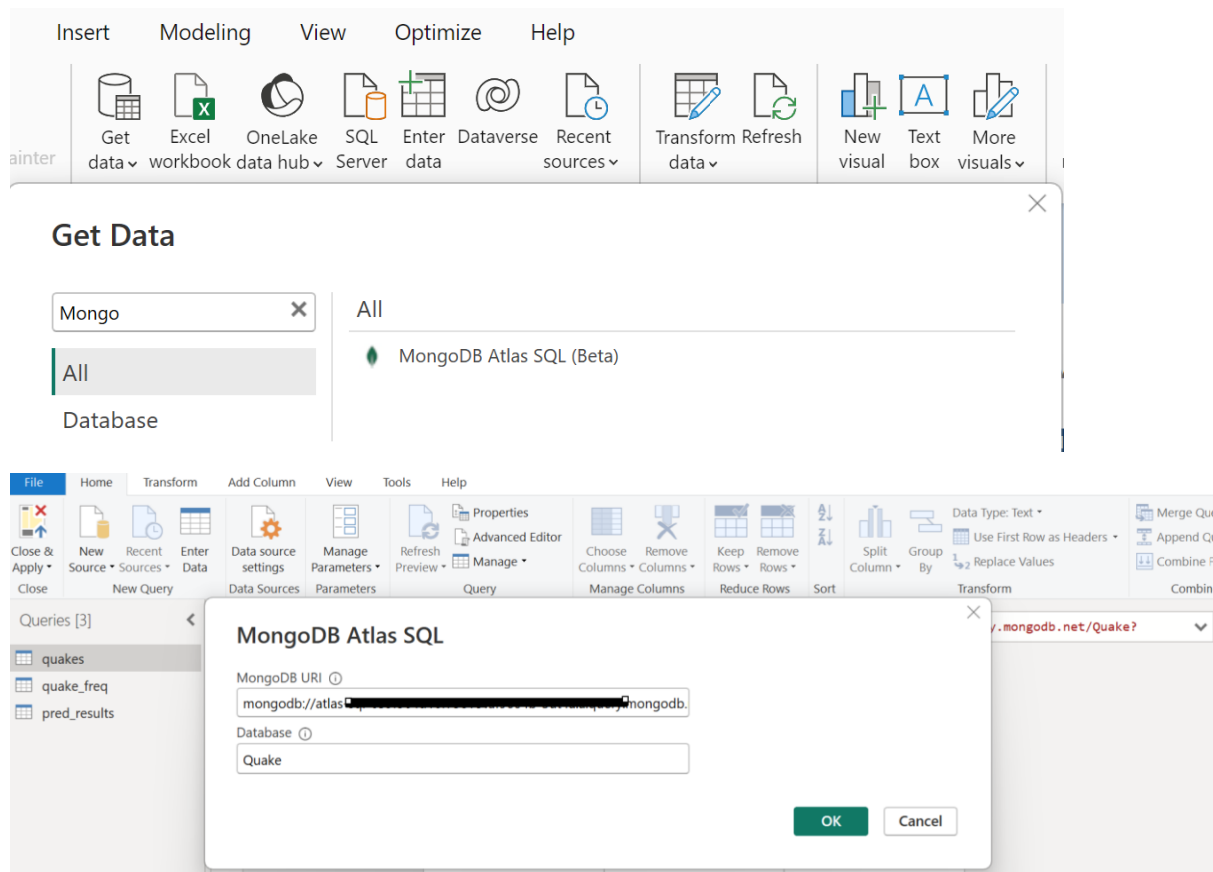 Insert Modeling View Optimize Help
Get data Excel workbook OneLake data hub SQL Server Enter data Dataverse Recent sources Transform data Refresh New visual Text box More visuals
ainter
Get Data
Mongo
All
MongoDB Atlas SQL (Beta)
All
Database
File Home Transform Add Column View Tools Help
Close & Apply New Source Recent Sources Enter Data Data source settings Manage Parameters Refresh Preview Properties Advanced Editor Manage Choose Columns Remove Columns Keep Rows Remove Rows Split Column Group By Data Type: Text Use First Row as Headers Replace Values Merge Que Append Qu Combine F
Close New Query Data Sources Parameters Query Manage Columns Reduce Rows Sort Transform Combin
Queries [3]
quakes
quake_freq
pred_results
y.mongodb.net/Quake?
MongoDB Atlas SQL
MongoDB URI
mongodb://atlas mongodb.
Database
Quake
OK Cancel